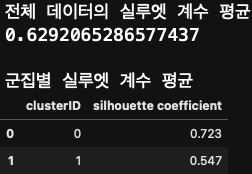 전체 데이터의 실루엣 계수 평균
0.6292065286577437
군집별 실루엣 계수 평균
clusterID silhouette coefficient
0 0 0.723
1 1 0.547